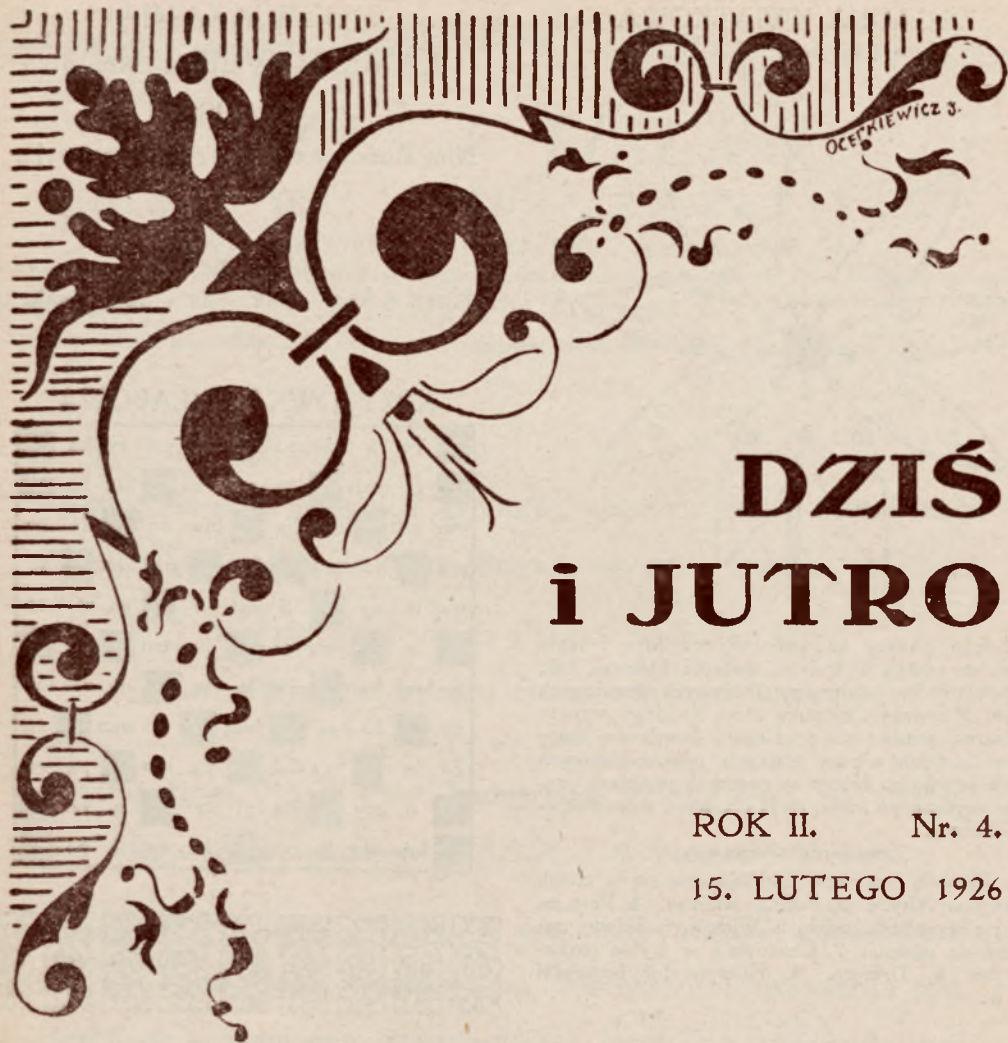 OCETKIEWICZ J.
DZIŚ
i JUTRO
ROK II. Nr. 4.
15. LUTEGO 1926